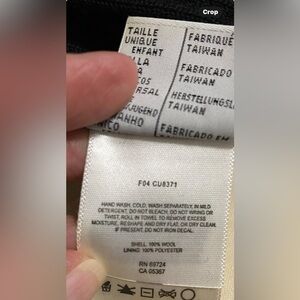 Crop
TAILLE
UNIQUE
ENFANT
FABRIQUÉ
TAIWAN
FABRICADO
TAIWAN
HERSTELLUNGSL
TAIWAN
FABRICADO EM
F04 CU8371
HAND WASH, COLD. WASH SEPARATELY, IN MILD
DETERGENT, DO NOT BLEACH. DO NOT WRING OR
TWIST, ROLL IN TOWEL TO REMOVE EXCESS
MOISTURE, RESHAPE AND DRY FLAT, OR DRY CLEAN.
IF PRESENT, DO NOT IRON DECAL.
SHELL: 100% WOOL
LINING: 100% POLYESTER
RN 69724
CA 05367